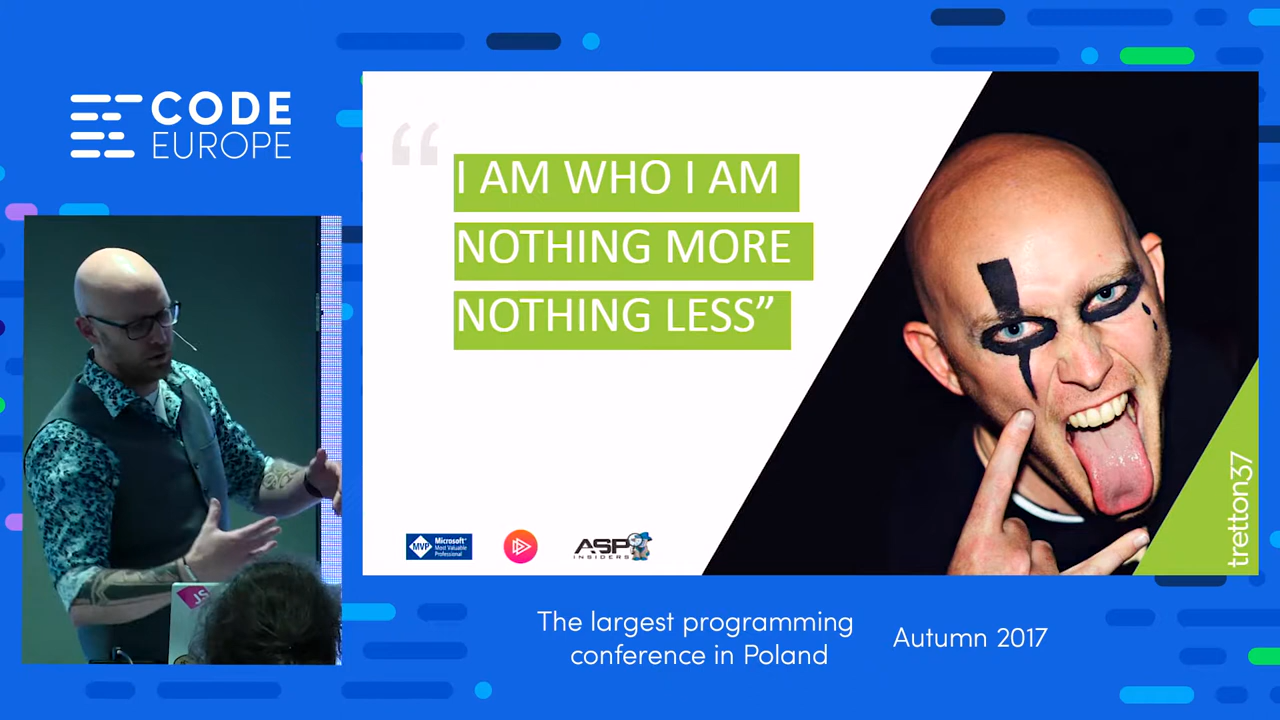 CODE
EUROPE
“
I AM WHO I AM
NOTHING MORE
NOTHING LESS”
MVP Microsoft®
Most Valuable
Professional
ASP
INSIDERS
tretton37
JS
The largest programming
conference in Poland
Autumn 2017